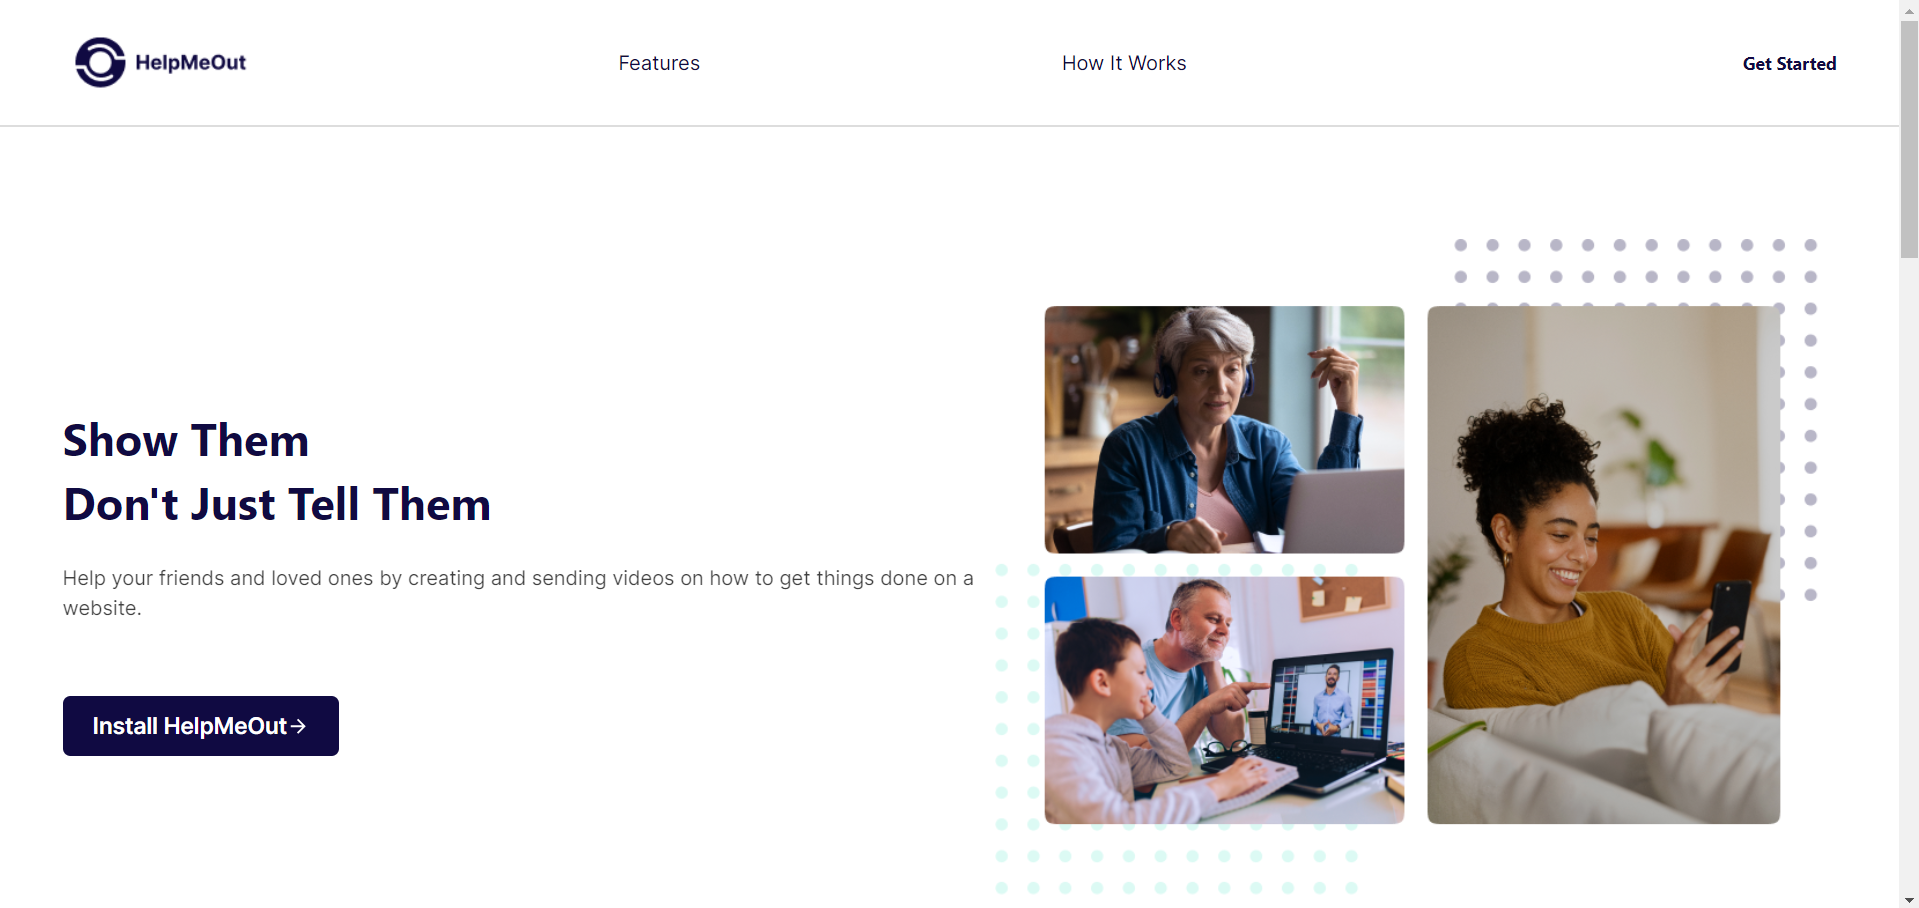 HelpMeOut
Features
How It Works
Get Started
Show Them
Don't Just Tell Them
Help your friends and loved ones by creating and sending videos on how to get things done on a
website.
Install HelpMeOut→